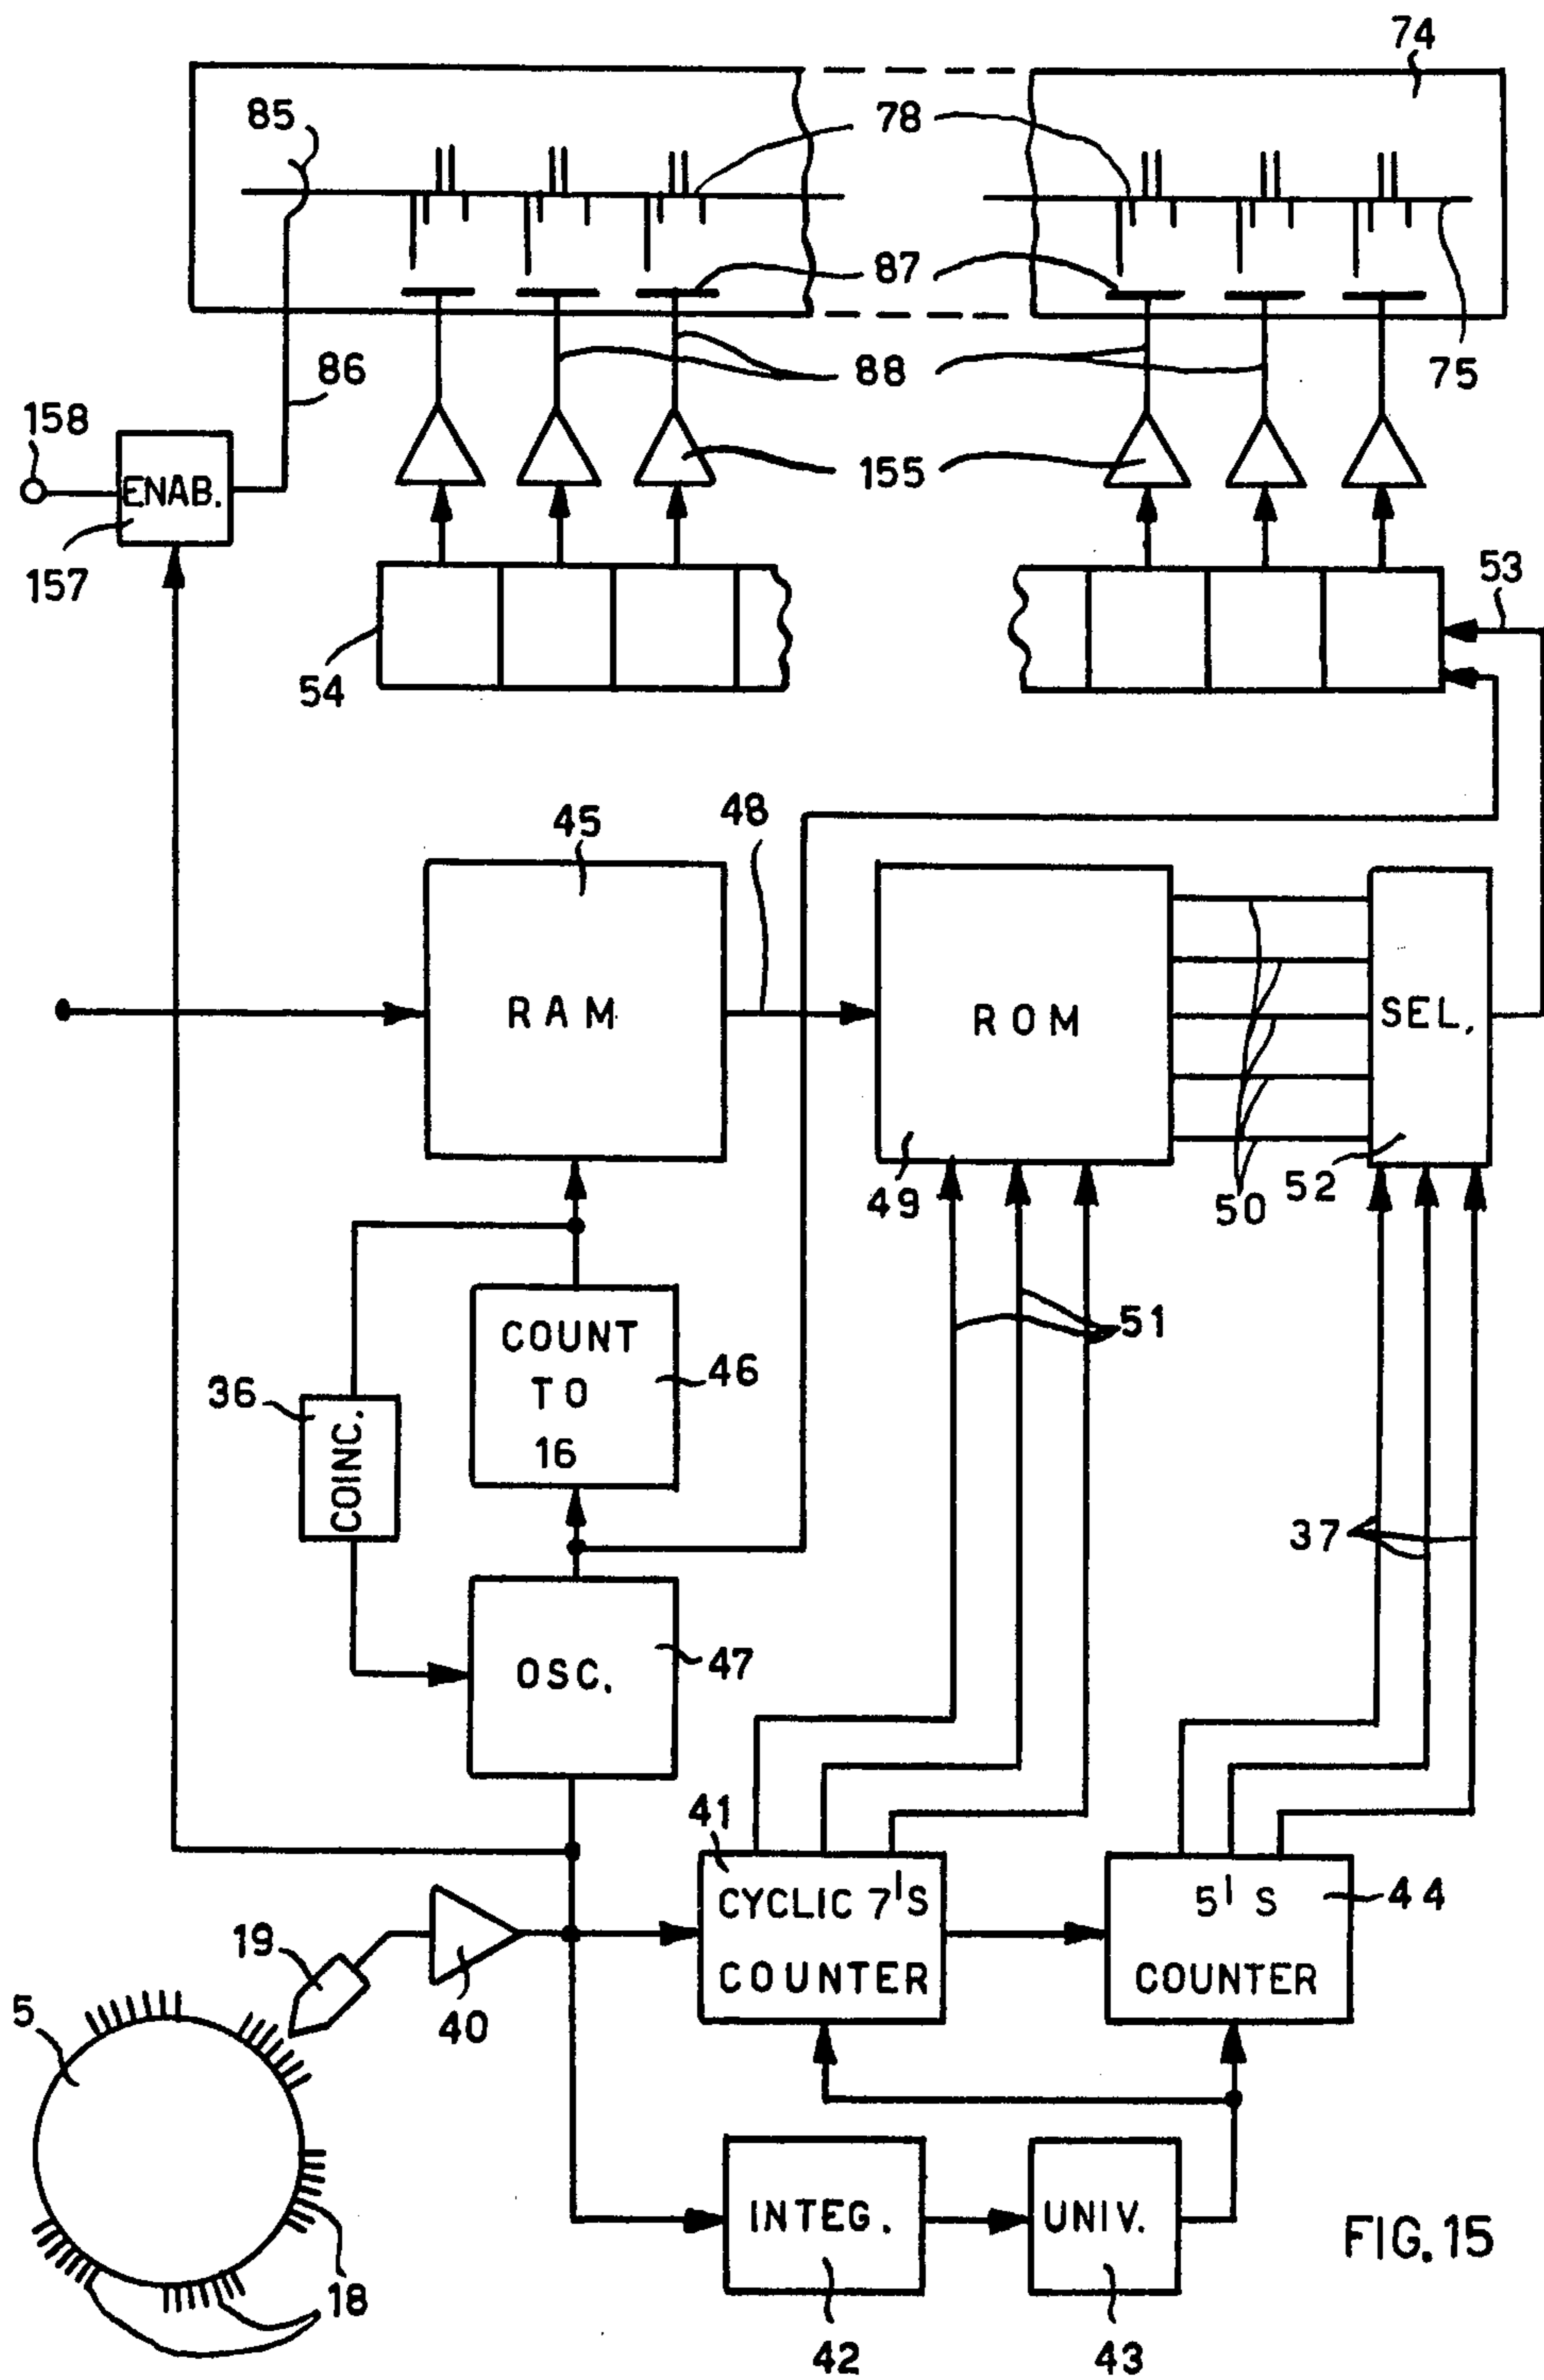 74
85
78
87
86
88
75
158
155
ENAB.
157
53
54
45
48
RAM
ROM
SEL.
49
50
52
51
COUNT
TO
16
46
36
COINC.
37
OSC.
47
41
CYCLIC 7'S
COUNTER
5'S
COUNTER
44
19
40
5
INTEG.
UNIV.
FIG. 15
18
42
43